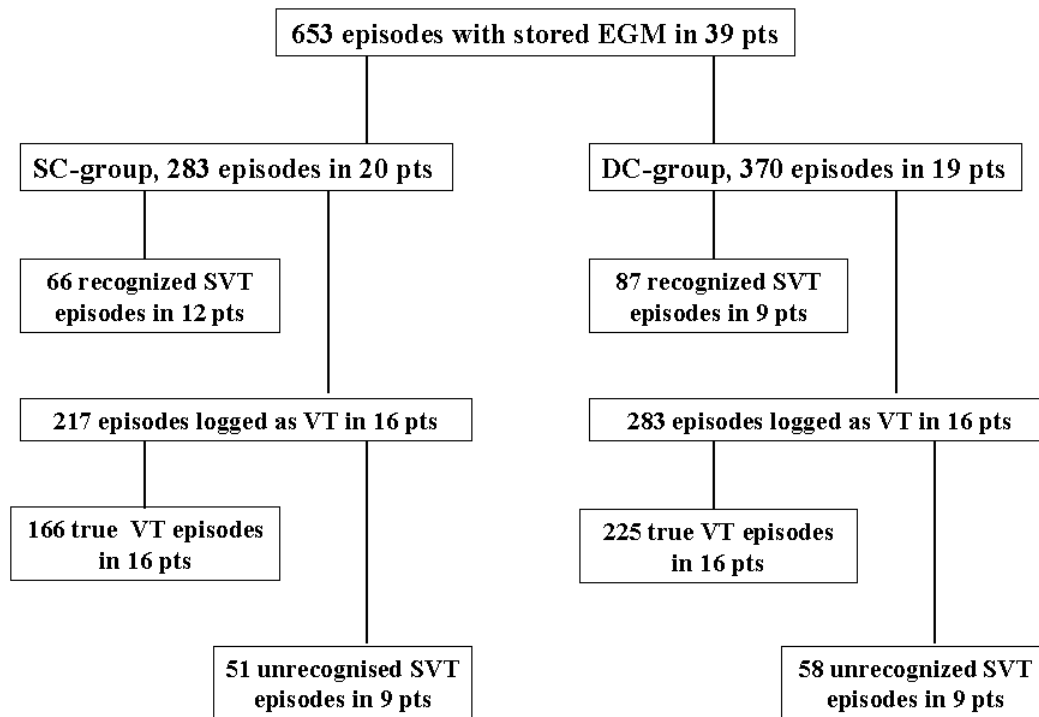 653 episodes with stored EGM in 39 pts
SC-group, 283 episodes in 20 pts
DC-group, 370 episodes in 19 pts
66 recognized SVT
episodes in 12 pts
87 recognized SVT
episodes in 9 pts
217 episodes logged as VT in 16 pts
283 episodes logged as VT in 16 pts
166 true VT episodes
in 16 pts
225 true VT episodes
in 16 pts
51 unrecognised SVT
episodes in 9 pts
58 unrecognized SVT
episodes in 9 pts